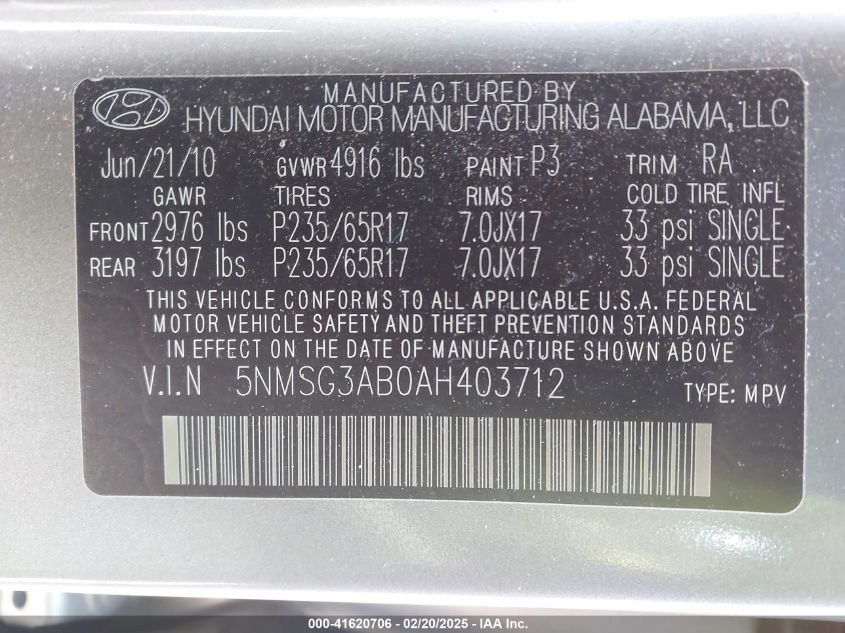 MANUFACTURED BY
HYUNDAI MOTOR MANUFACTURING ALABAMA, LLC
Jun/21/10 GVWR 4916 lbs PAINT P3 TRIM RA
GAWR TIRES RIMS COLD TIRE INFL
FRONT 2976 lbs P235/65R17 7.0JX17 33 psi SINGLE
REAR 3197 lbs P235/65R17 7.0JX17 33 psi SINGLE
THIS VEHICLE CONFORMS TO ALL APPLICABLE U.S.A. FEDERAL
MOTOR VEHICLE SAFETY AND THEFT PREVENTION STANDARDS
IN EFFECT ON THE DATE OF MANUFACTURE SHOWN ABOVE
V.I.N 5NMSG3AB0AH403712 TYPE: MPV
000-41620706 - 02/20/2025 - IAA Inc.